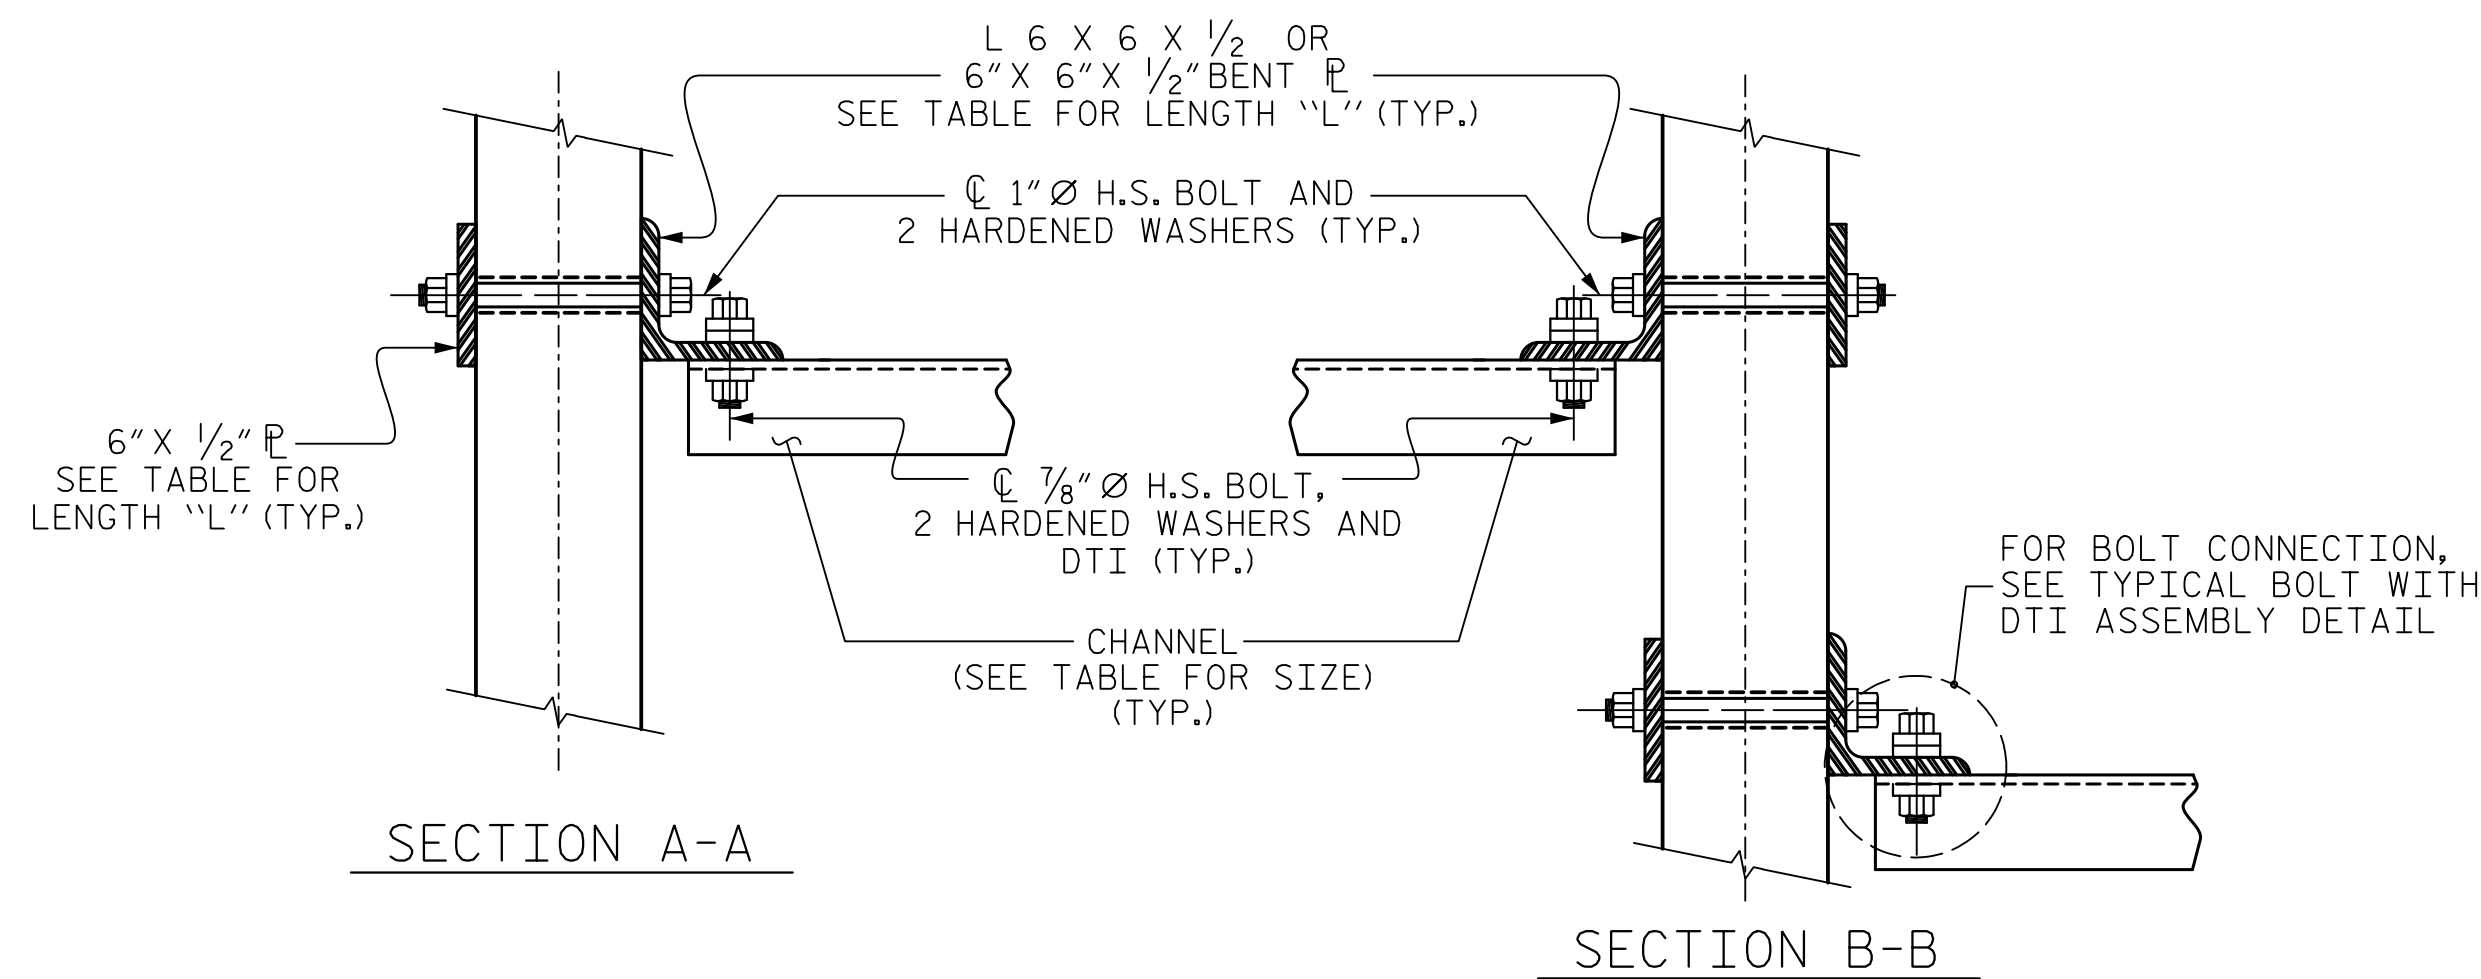 L 6 X 6 X 1/2 OR
6" X 6" X 1/2" BENT ⅊
SEE TABLE FOR LENGTH ``L'' (TYP.)
℄ 1" Ø H.S. BOLT AND
2 HARDENED WASHERS (TYP.)
6" X 1/2" ⅊
SEE TABLE FOR
LENGTH ``L'' (TYP.)
℄ 7/8" Ø H.S. BOLT,
2 HARDENED WASHERS AND
DTI (TYP.)
FOR BOLT CONNECTION,
SEE TYPICAL BOLT WITH
DTI ASSEMBLY DETAIL
CHANNEL
(SEE TABLE FOR SIZE)
(TYP.)
SECTION A-A
SECTION B-B